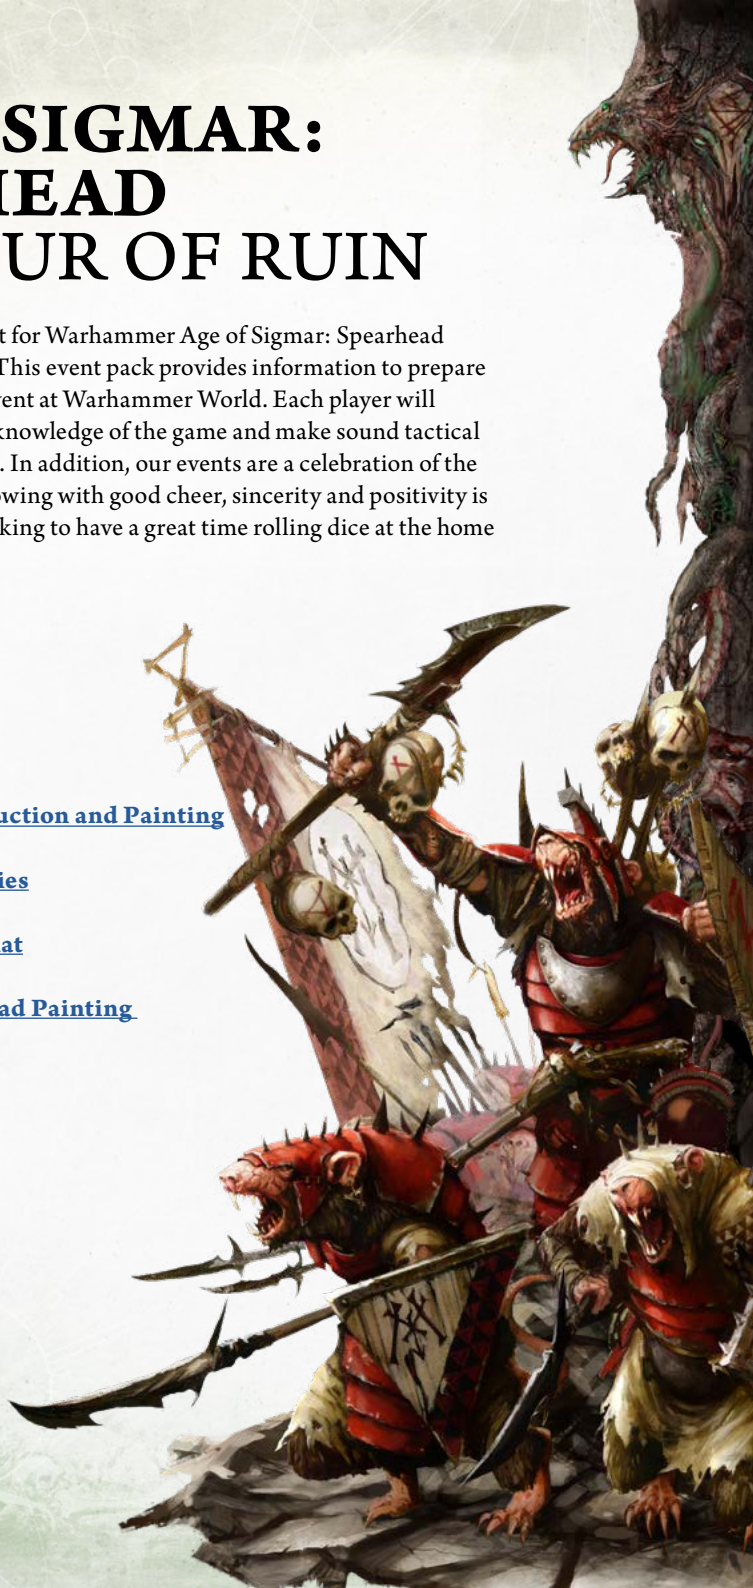 SIGMAR:
HEAD
UR OF RUIN
t for Warhammer Age of Sigmar: Spearhead
This event pack provides information to prepare
vent at Warhammer World. Each player will
knowledge of the game and make sound tactical
. In addition, our events are a celebration of the
owing with good cheer, sincerity and positivity is
king to have a great time rolling dice at the home
uction and Painting
ies
at
ad Painting